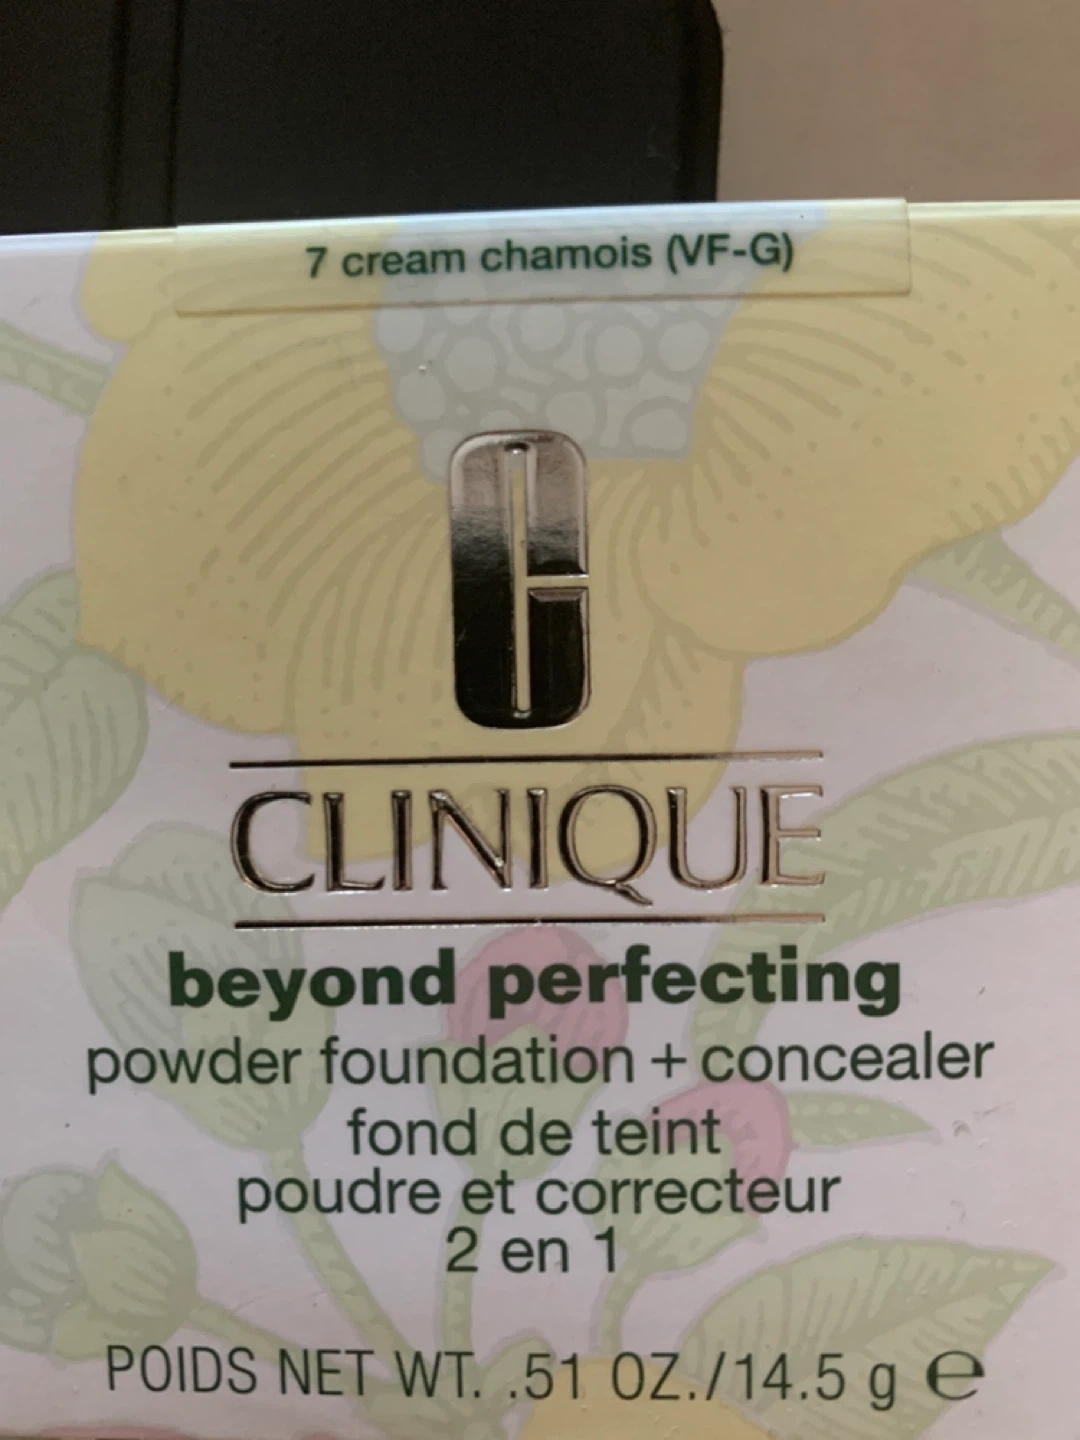 7 cream chamois (VF-G)
CLINIQUE
beyond perfecting
powder foundation + concealer
fond de teint
poudre et correcteur
2 en 1
POIDS NET WT. .51 OZ./14.5 g ℮